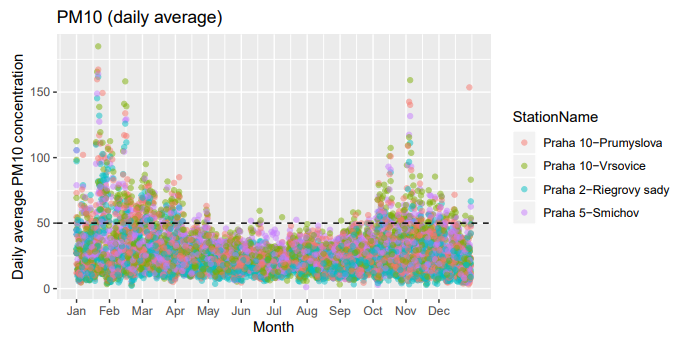 PM10 (daily average)
Daily average PM10 concentration
150
100
50
0
Jan Feb Mar Apr May Jun Jul Aug Sep Oct Nov Dec
Month
StationName
Praha 10−Prumyslova
Praha 10−Vrsovice
Praha 2−Riegrovy sady
Praha 5−Smichov